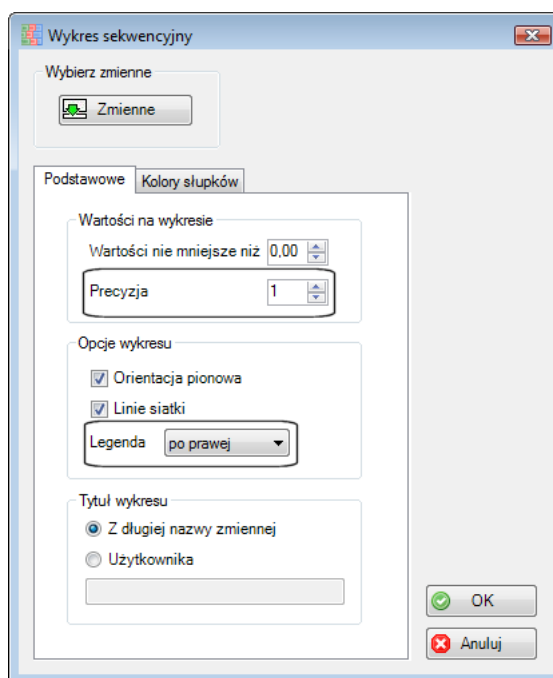 Wykres sekwencyjny
Wybierz zmienne
Zmienne
Podstawowe Kolory słupków
Wartości na wykresie
Wartości nie mniejsze niż 0,00
Precyzja 1
Opcje wykresu
Orientacja pionowa
Linie siatki
Legenda po prawej
Tytuł wykresu
Z długiej nazwy zmiennej
Użytkownika
OK
Anuluj